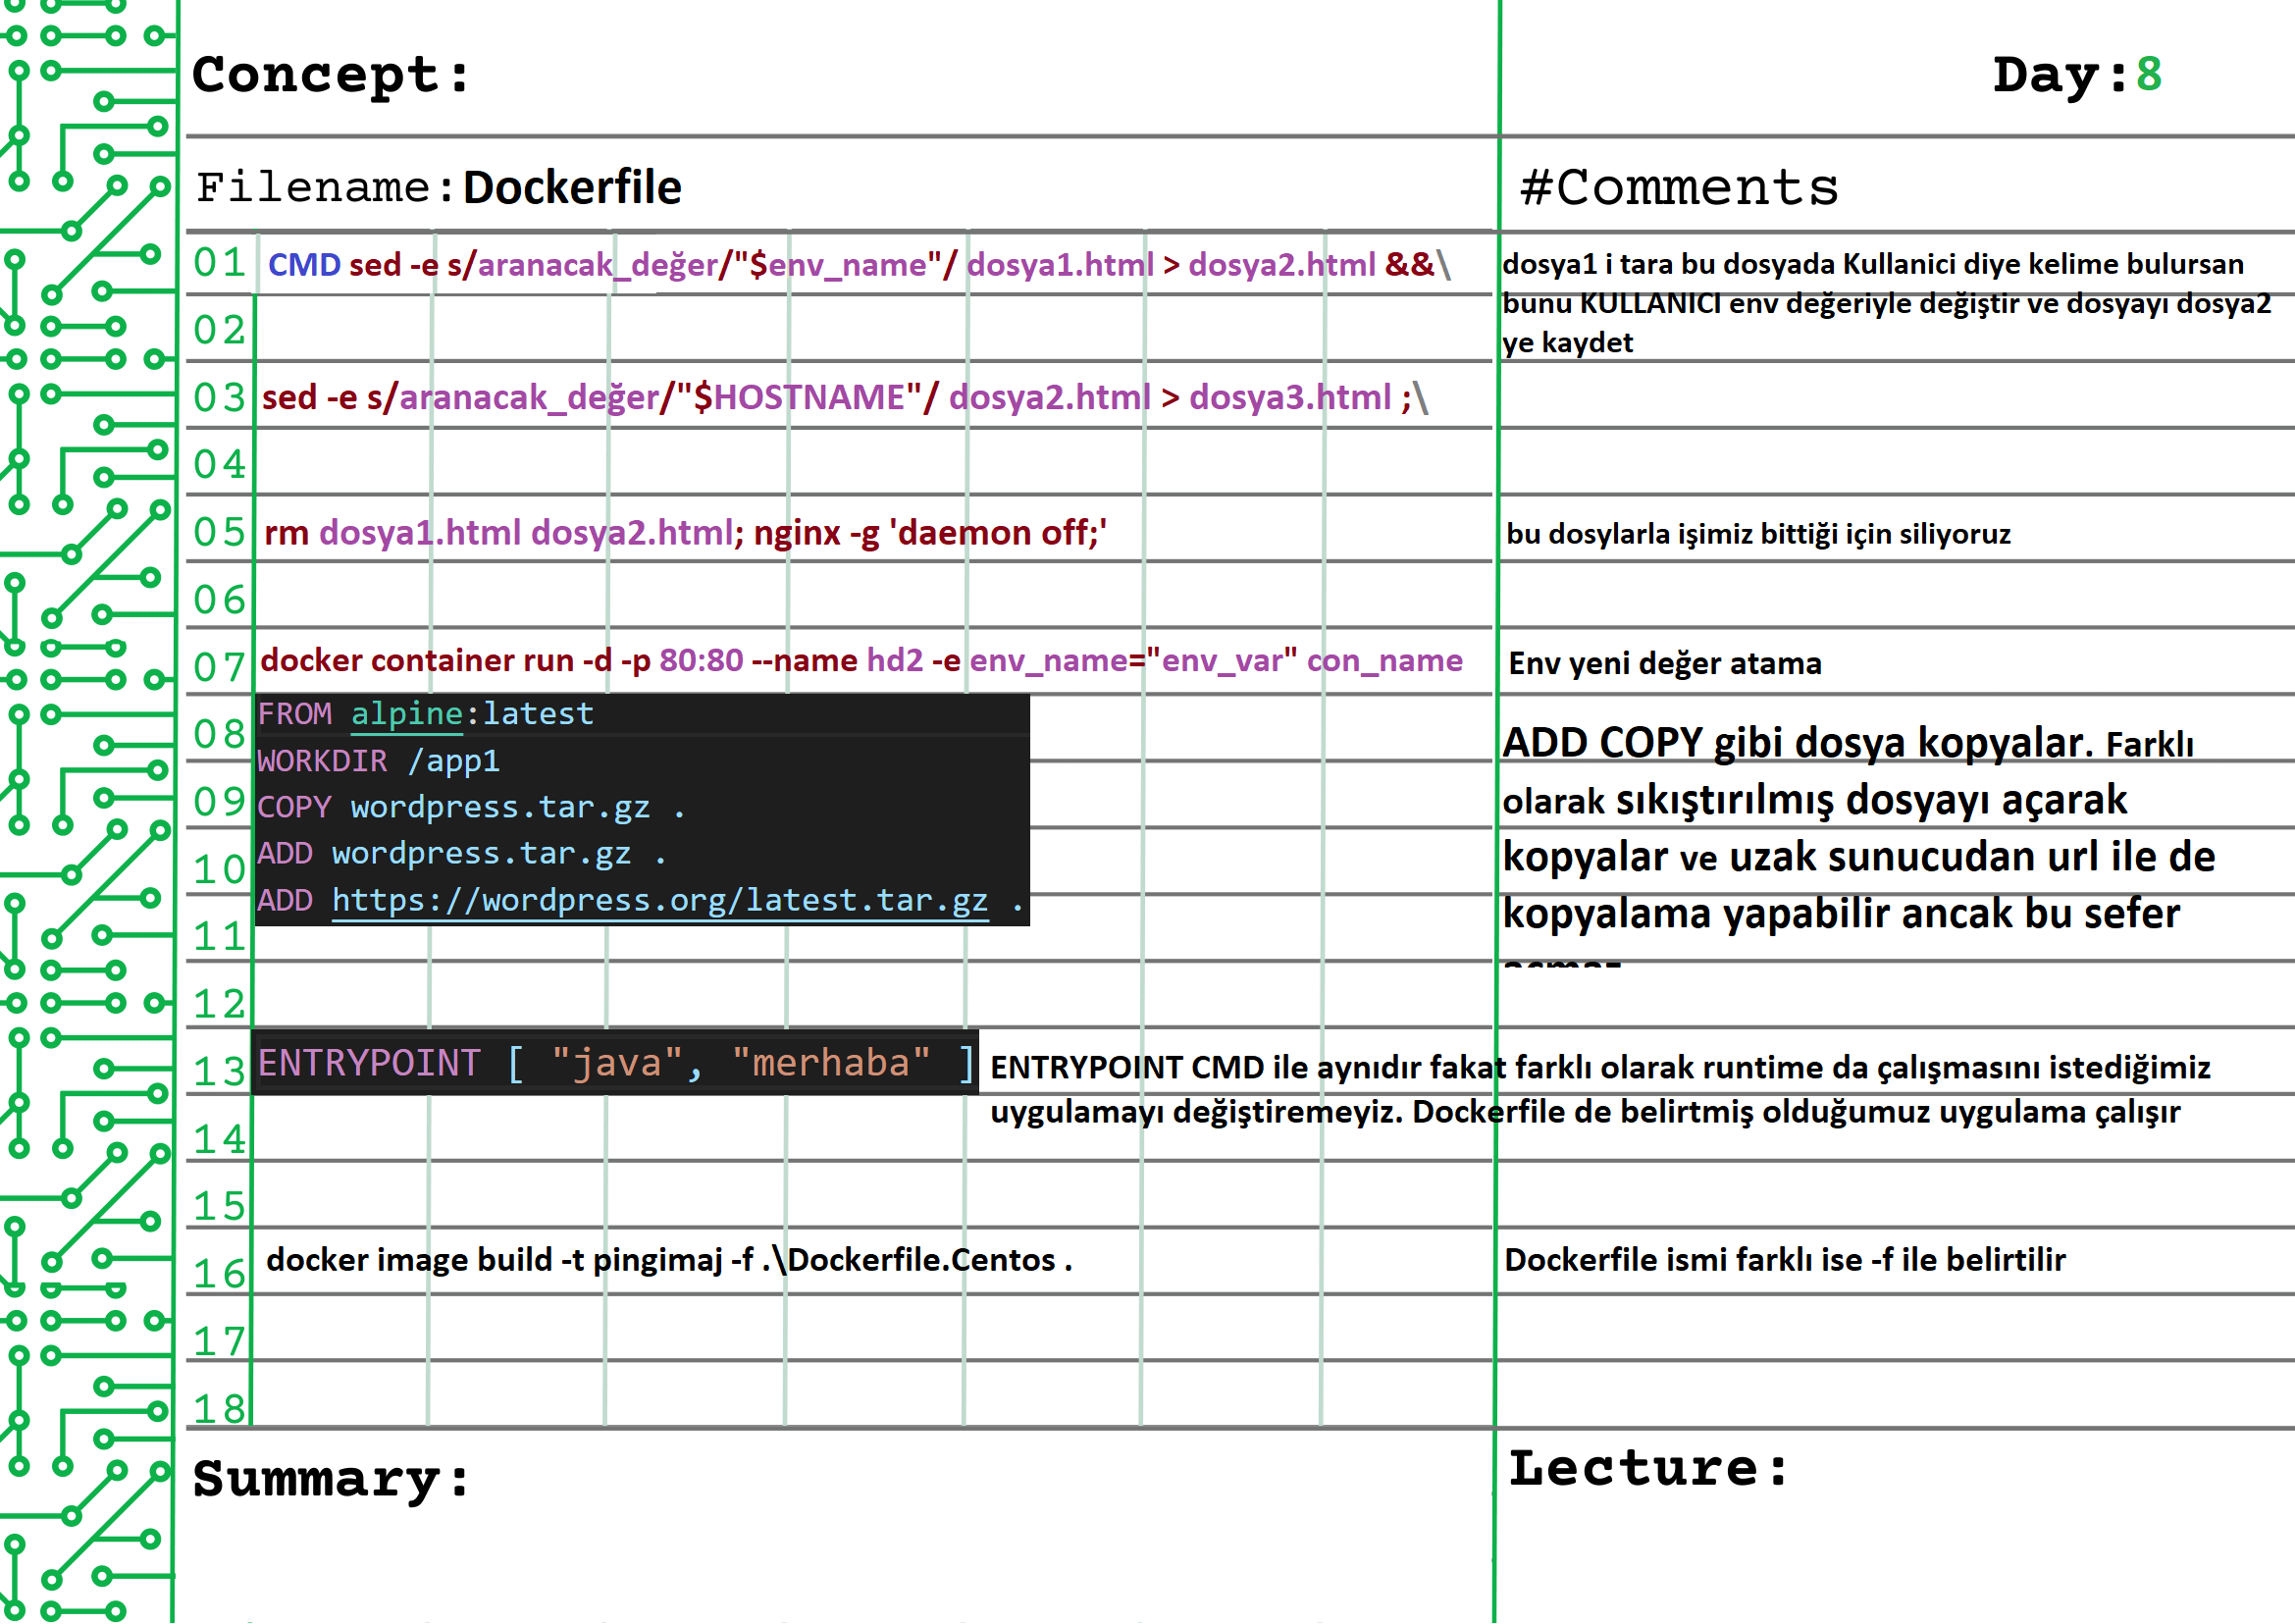 Concept:
Day:8
Filename:Dockerfile
#Comments
01 CMD sed -e s/aranacak_değer/"$env_name"/ dosya1.html > dosya2.html &&\
dosya1 i tara bu dosyada Kullanici diye kelime bulursan
bunu KULLANICI env değeriyle değiştir ve dosyayı dosya2
ye kaydet
02
03 sed -e s/aranacak_değer/"$HOSTNAME"/ dosya2.html > dosya3.html ;\
04
05 rm dosya1.html dosya2.html; nginx -g 'daemon off;'
bu dosylarla işimiz bittiği için siliyoruz
06
07 docker container run -d -p 80:80 --name hd2 -e env_name="env_var" con_name
Env yeni değer atama
08 FROM alpine:latest
WORKDIR /app1
09 COPY wordpress.tar.gz .
10 ADD wordpress.tar.gz .
ADD https://wordpress.org/latest.tar.gz .
11
ADD COPY gibi dosya kopyalar. Farklı
olarak sıkıştırılmış dosyayı açarak
kopyalar ve uzak sunucudan url ile de
kopyalama yapabilir ancak bu sefer
12
13 ENTRYPOINT [ "java", "merhaba" ]
ENTRYPOINT CMD ile aynıdır fakat farklı olarak runtime da çalışmasını istediğimiz
uygulamayı değiştiremeyiz. Dockerfile de belirtmiş olduğumuz uygulama çalışır
14
15
16 docker image build -t pingimaj -f .\Dockerfile.Centos .
Dockerfile ismi farklı ise -f ile belirtilir
17
18
Summary:
Lecture: